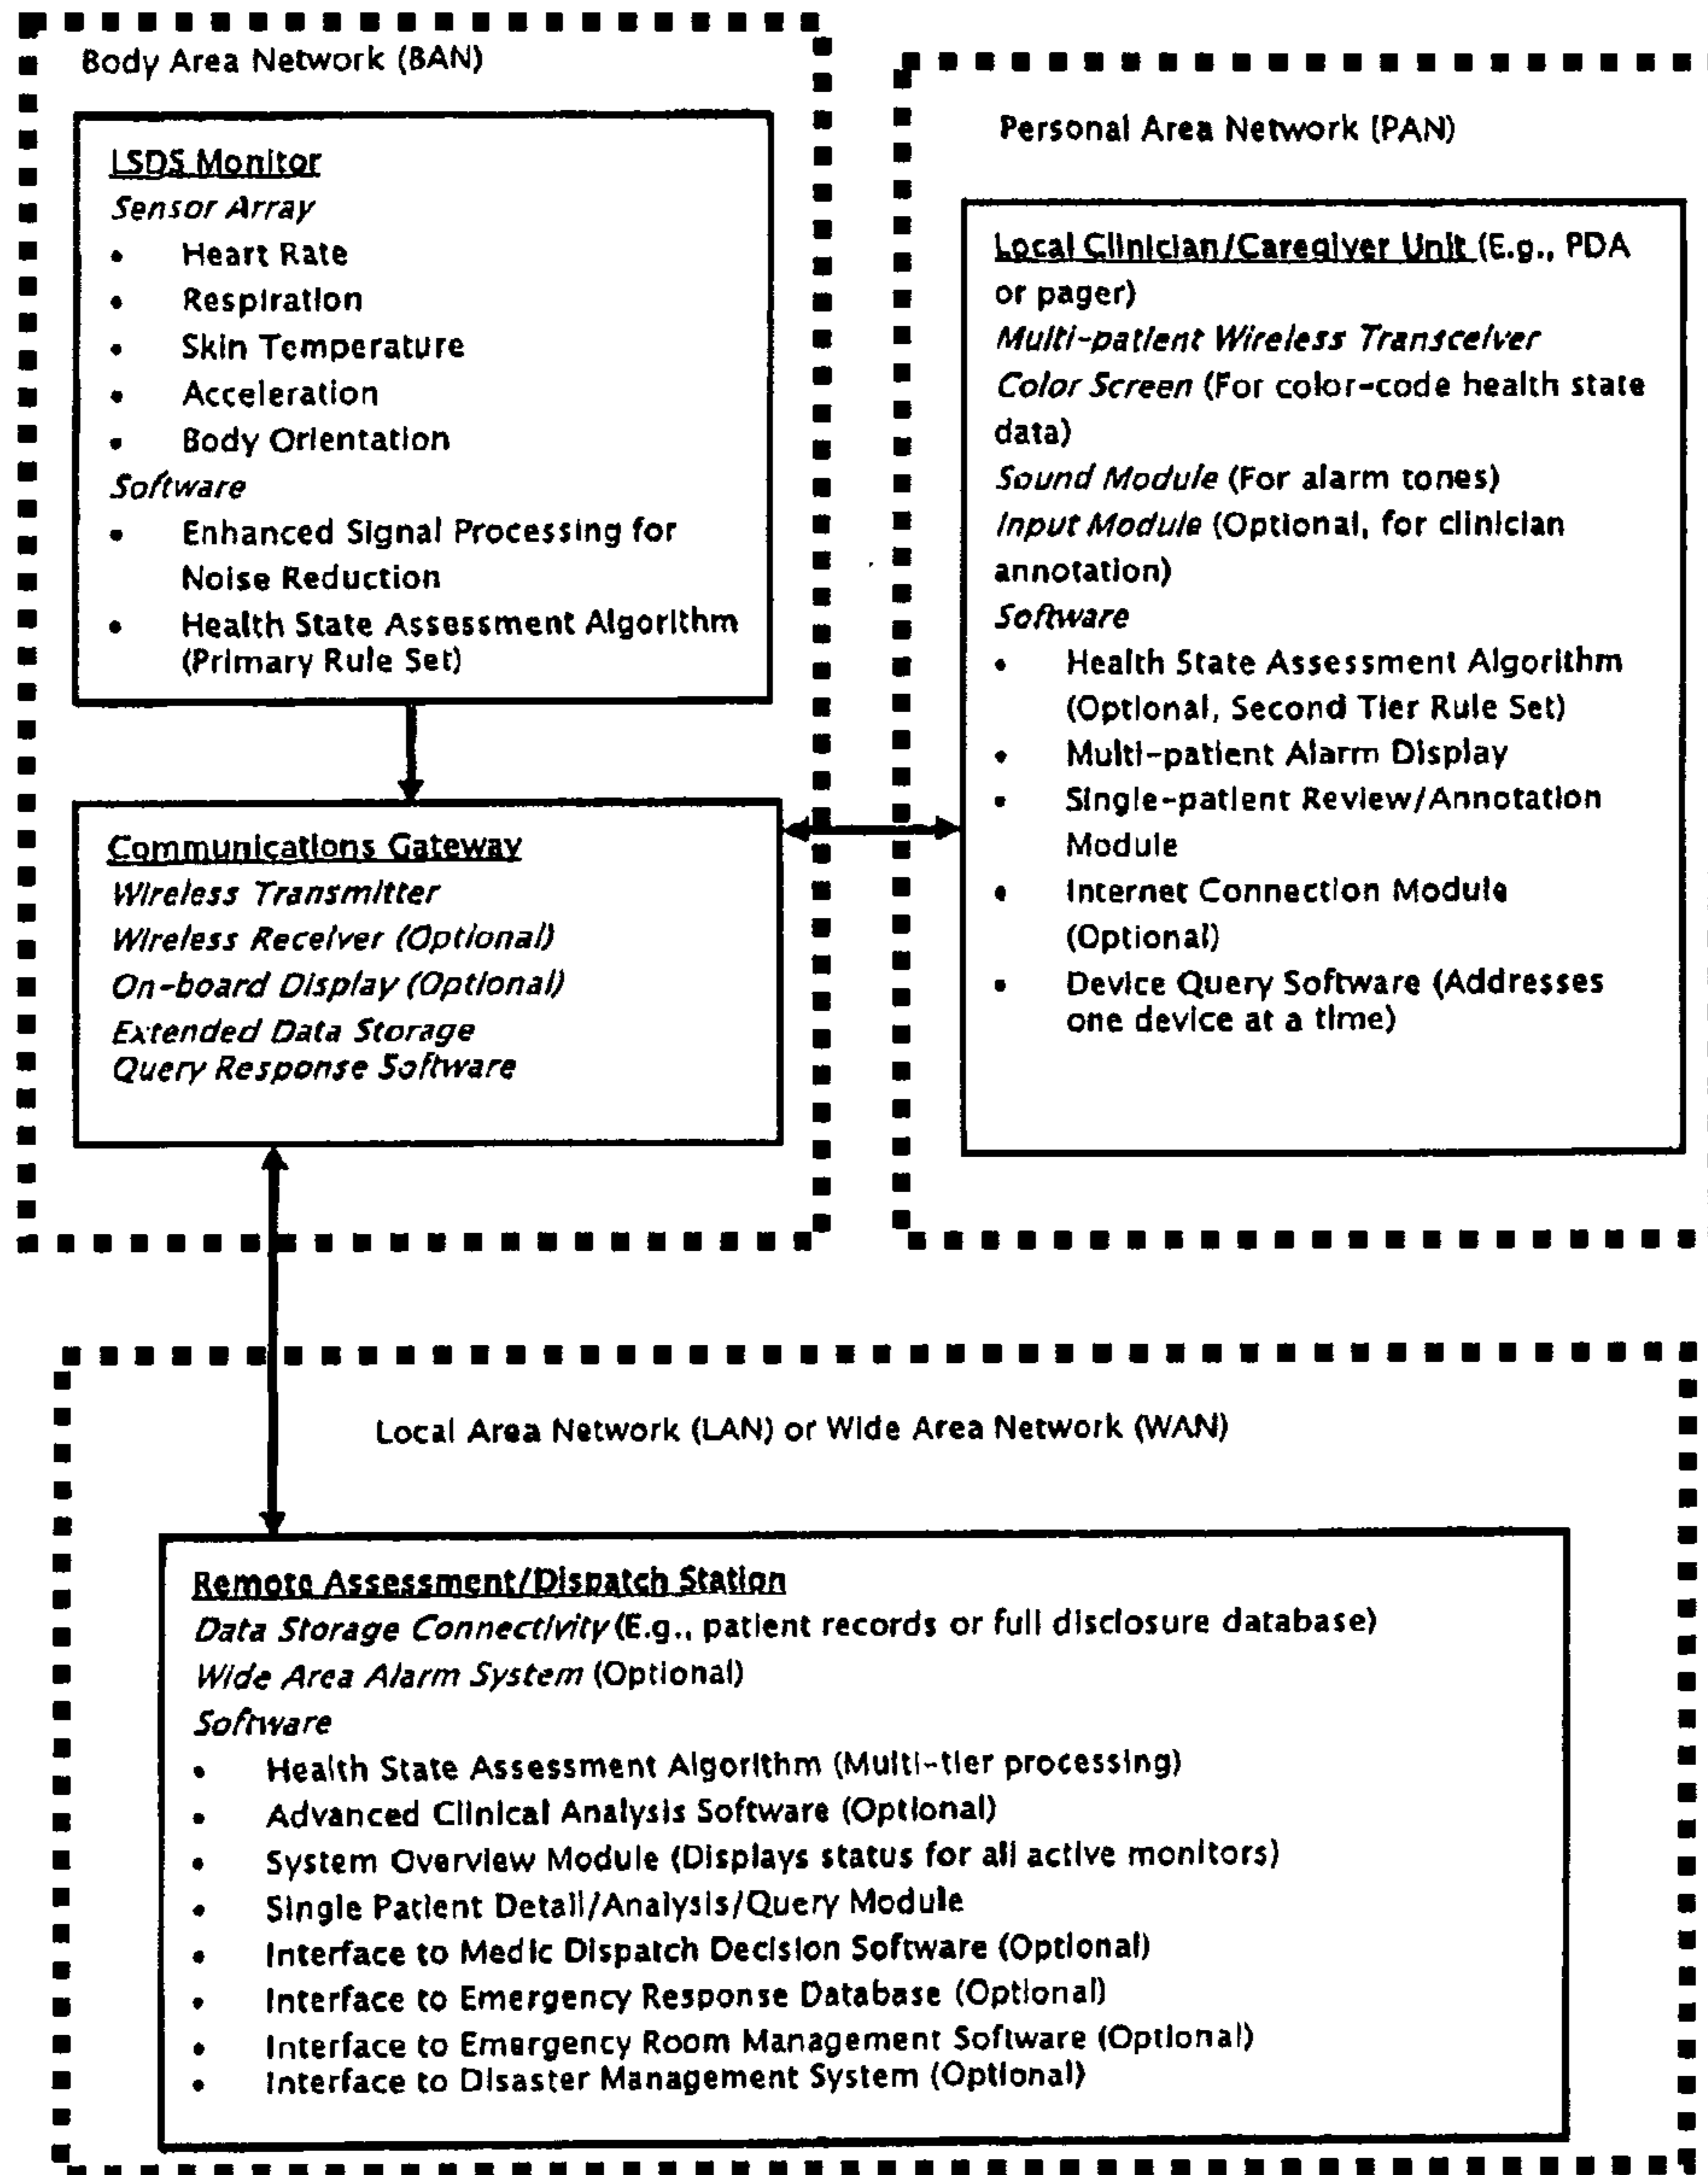 Body Area Network (BAN)
LSDS Monitor
Sensor Array
• Heart Rate
• Respiration
• Skin Temperature
• Acceleration
• Body Orientation
Software
• Enhanced Signal Processing for
Noise Reduction
• Health State Assessment Algorithm
(Primary Rule Set)
Communications Gateway
Wireless Transmitter
Wireless Receiver (Optional)
On-board Display (Optional)
Extended Data Storage
Query Response Software
Personal Area Network (PAN)
Local Clinician/Caregiver Unit (E.g., PDA
or pager)
Multi-patient Wireless Transceiver
Color Screen (For color-code health state
data)
Sound Module (For alarm tones)
Input Module (Optional, for clinician
annotation)
Software
• Health State Assessment Algorithm
(Optional, Second Tier Rule Set)
• Multi-patient Alarm Display
• Single-patient Review/Annotation
Module
• Internet Connection Module
(Optional)
• Device Query Software (Addresses
one device at a time)
Local Area Network (LAN) or Wide Area Network (WAN)
Remote Assessment/Dispatch Station
Data Storage Connectivity (E.g., patient records or full disclosure database)
Wide Area Alarm System (Optional)
Software
• Health State Assessment Algorithm (Multi-tier processing)
• Advanced Clinical Analysis Software (Optional)
• System Overview Module (Displays status for all active monitors)
• Single Patient Detail/Analysis/Query Module
• Interface to Medic Dispatch Decision Software (Optional)
• Interface to Emergency Response Database (Optional)
• Interface to Emergency Room Management Software (Optional)
• Interface to Disaster Management System (Optional)